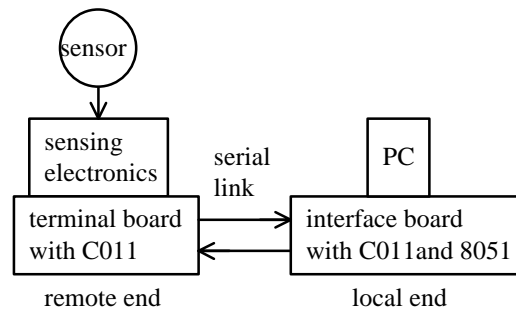 sensor
sensing
electronics
serial
link
PC
terminal board
with C011
interface board
with C011and 8051
remote end
local end